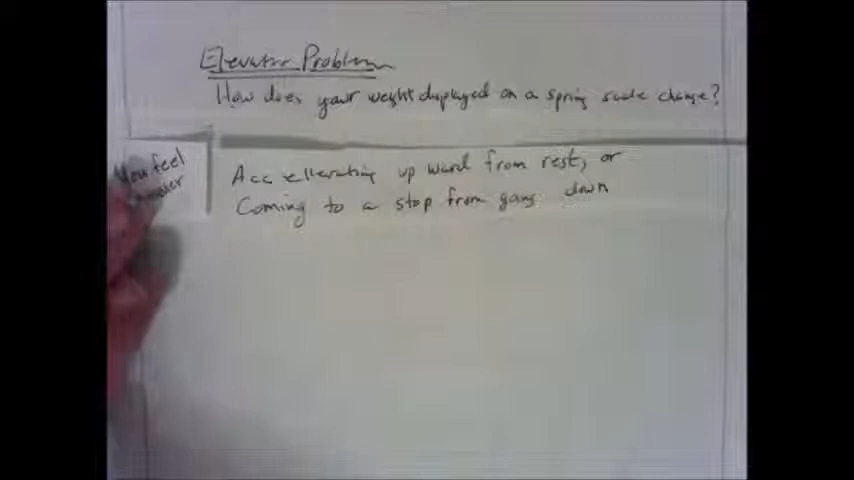 Elevator Problem
How does your weight displayed on a spring scale change?
You feel
Accellerating upward from rest, or
Coming to a stop from going down